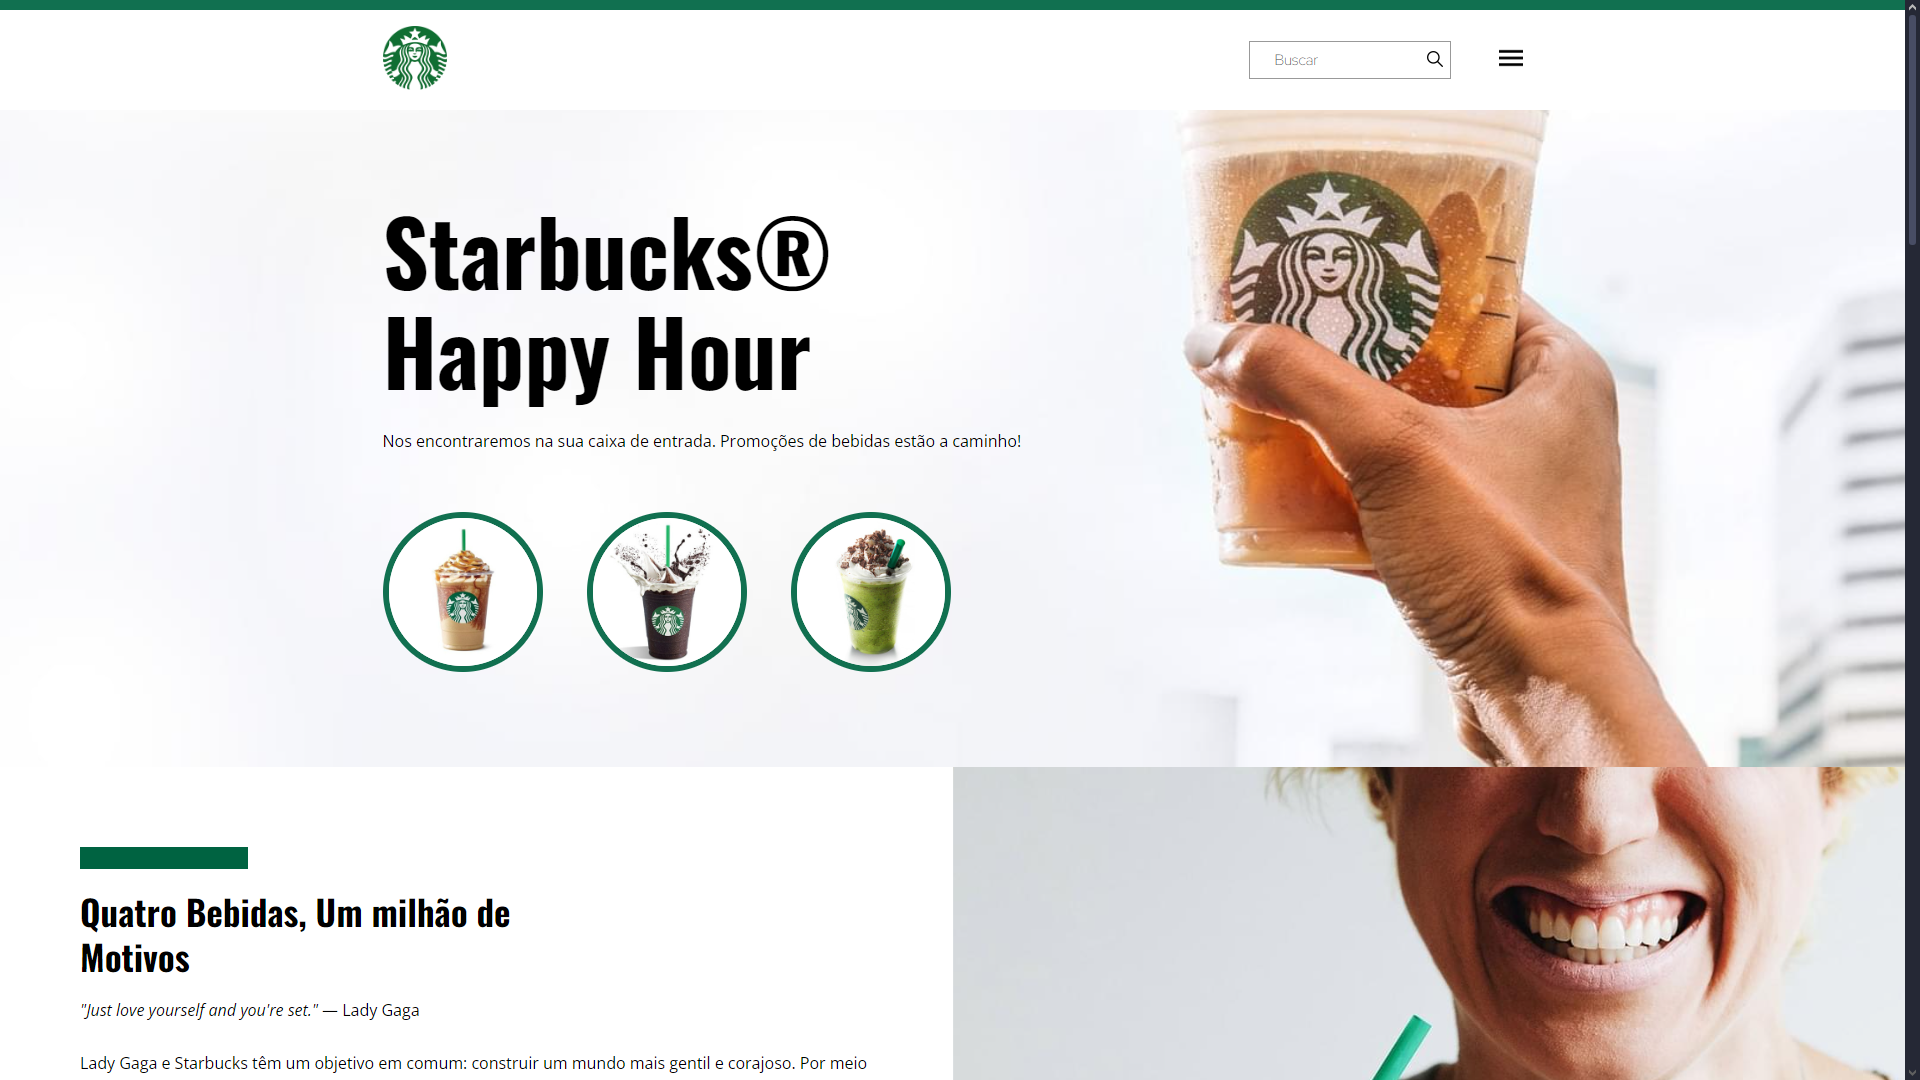 Buscar
Starbucks®
Happy Hour
Nos encontraremos na sua caixa de entrada. Promoções de bebidas estão a caminho!
Quatro Bebidas, Um milhão de
Motivos
"Just love yourself and you're set." — Lady Gaga
Lady Gaga e Starbucks têm um objetivo em comum: construir um mundo mais gentil e corajoso. Por meio